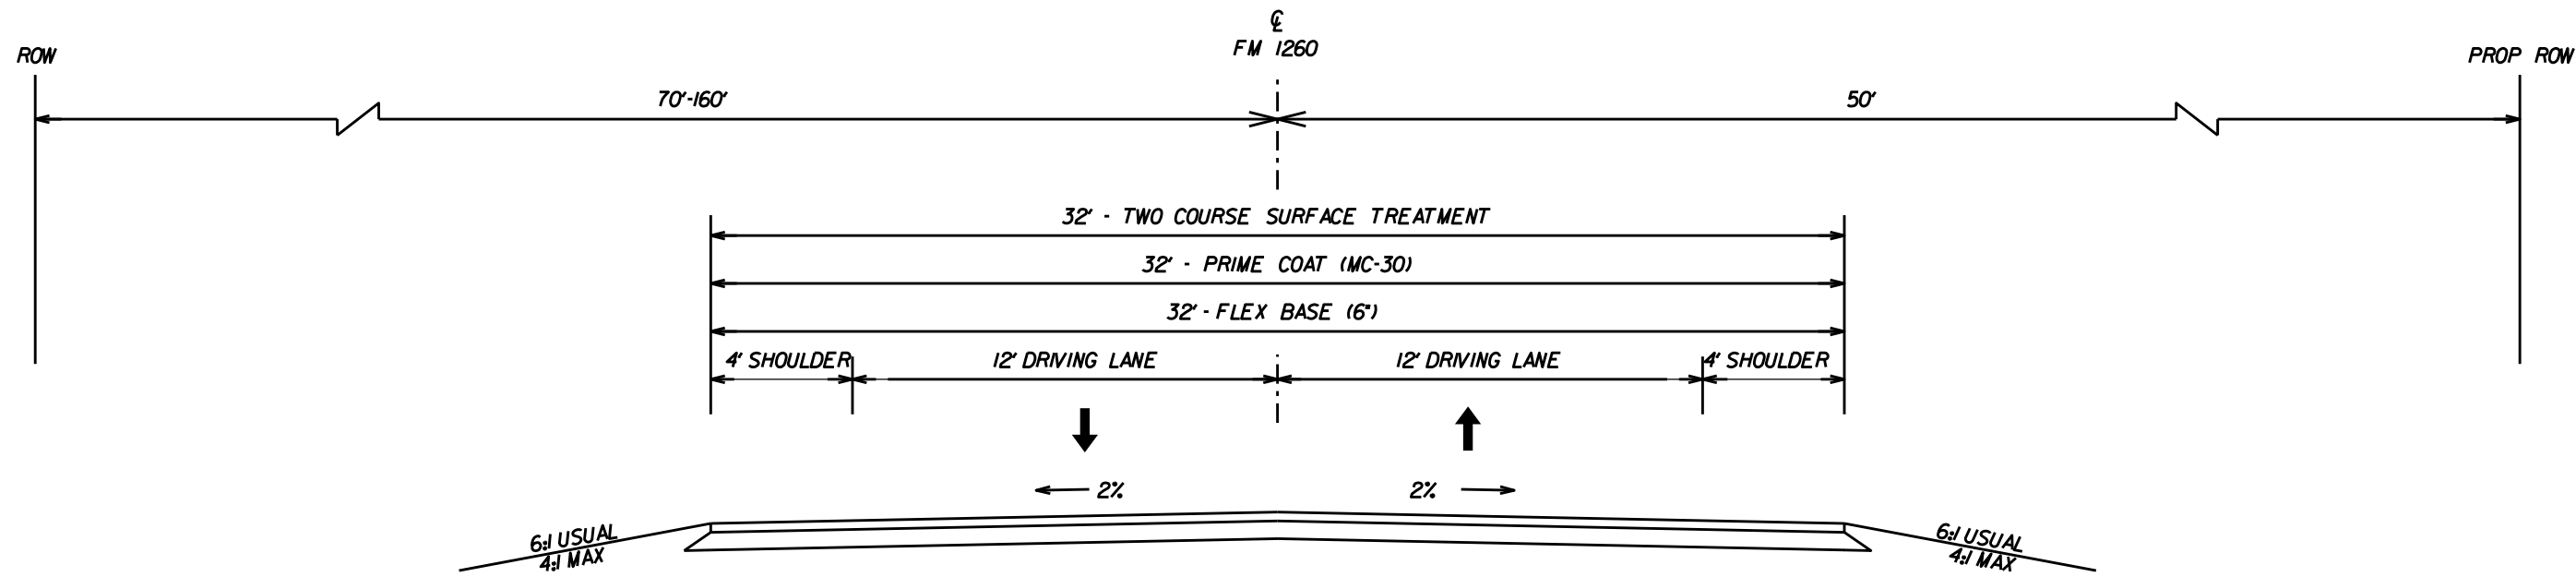 ℄
FM 1260
ROW
PROP ROW
70'-160'
50'
32' - TWO COURSE SURFACE TREATMENT
32' - PRIME COAT (MC-30)
32' - FLEX BASE (6")
4' SHOULDER
12' DRIVING LANE
12' DRIVING LANE
4' SHOULDER
2%
2%
6:1 USUAL
4:1 MAX
6:1 USUAL
4:1 MAX